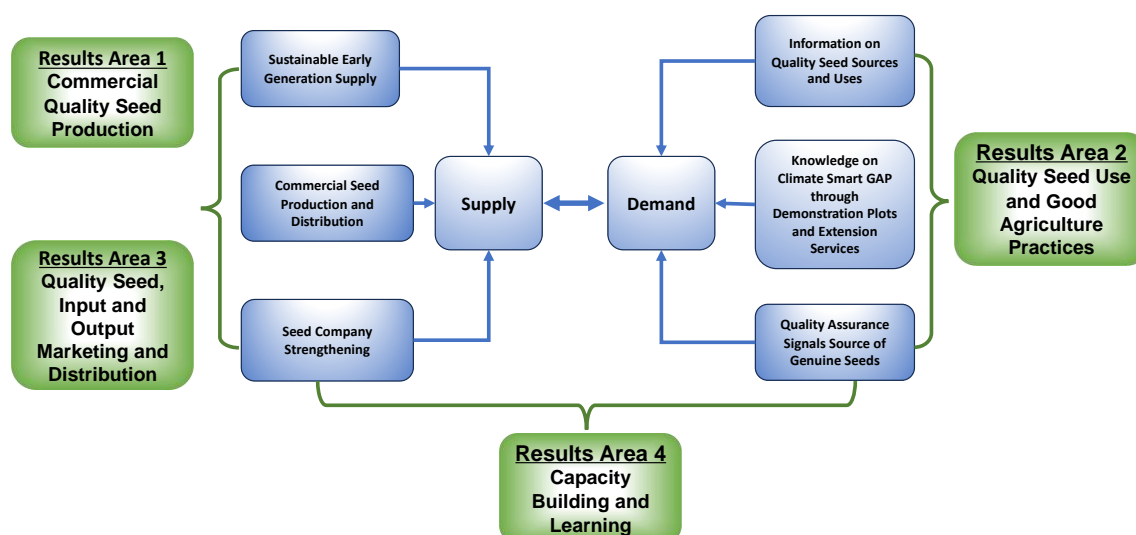 Results Area 1
Commercial
Quality Seed
Production
Results Area 3
Quality Seed,
Input and
Output
Marketing and
Distribution
Sustainable Early
Generation Supply
Commercial Seed
Production and
Distribution
Seed Company
Strengthening
Supply
Demand
Information on
Quality Seed Sources
and Uses
Knowledge on
Climate Smart GAP
through
Demonstration Plots
and Extension
Services
Quality Assurance
Signals Source of
Genuine Seeds
Results Area 2
Quality Seed Use
and Good
Agriculture
Practices
Results Area 4
Capacity
Building and
Learning